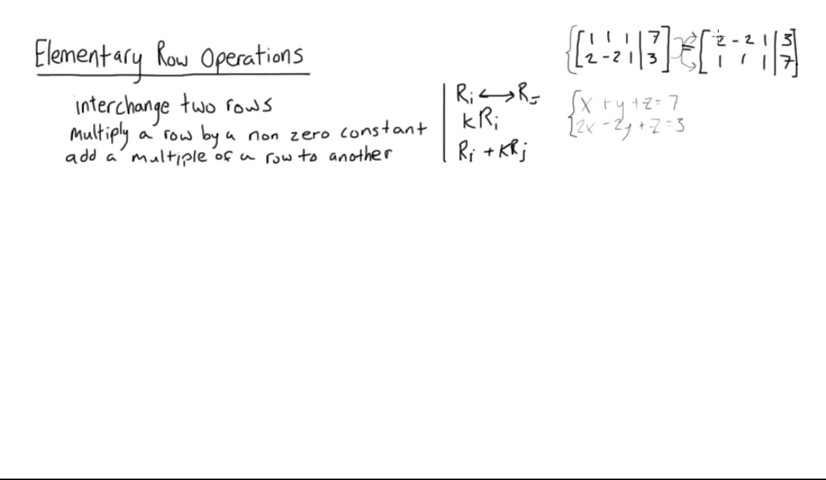 Elementary Row Operations
interchange two rows
multiply a row by a non zero constant
add a multiple of a row to another
Ri ⟷ R=
kRi
Ri + kRj
{[ 1 1 1 | 7 ] = [ 2 -2 1 | 3 ]
[ 2 -2 1 | 3 ] [ 1 1 1 | 7 ]
{ x + y + z = 7
2x - 2y + z = 3